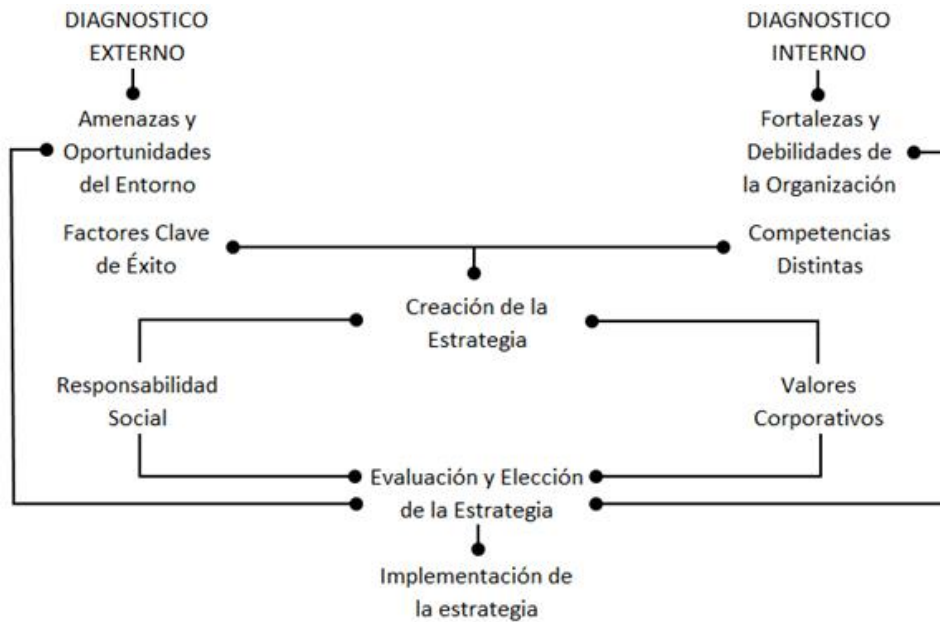 DIAGNOSTICO
EXTERNO
DIAGNOSTICO
INTERNO
Amenazas y
Oportunidades
del Entorno
Fortalezas y
Debilidades de
la Organización
Factores Clave
de Éxito
Competencias
Distintas
Creación de la
Estrategia
Responsabilidad
Social
Valores
Corporativos
Evaluación y Elección
de la Estrategia
Implementación de
la estrategia